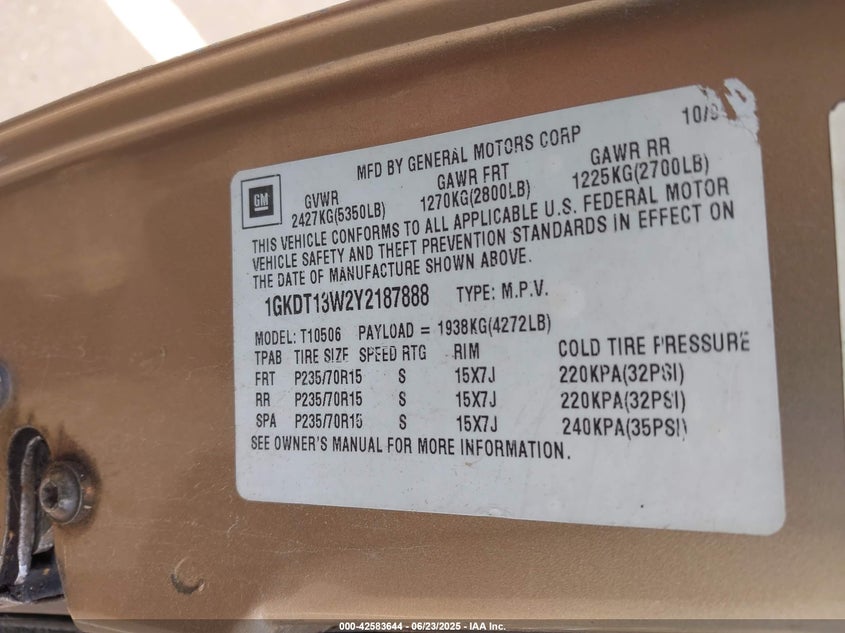 10/9
MFD BY GENERAL MOTORS CORP
GM
GVWR GAWR FRT GAWR RR
2427KG(5350LB) 1270KG(2800LB) 1225KG(2700LB)
THIS VEHICLE CONFORMS TO ALL APPLICABLE U.S. FEDERAL MOTOR
VEHICLE SAFETY AND THEFT PREVENTION STANDARDS IN EFFECT ON
THE DATE OF MANUFACTURE SHOWN ABOVE.
1GKDT13W2Y2187888 TYPE: M.P.V.
MODEL: T10506 PAYLOAD = 1938KG(4272LB)
TPAB TIRE SIZE SPEED RTG RIM COLD TIRE PRESSURE
FRT P235/70R15 S 15X7J 220KPA(32PSI)
RR P235/70R15 S 15X7J 220KPA(32PSI)
SPA P235/70R15 S 15X7J 240KPA(35PSI)
SEE OWNER'S MANUAL FOR MORE INFORMATION.
000-42583644 - 06/23/2025 - IAA Inc.